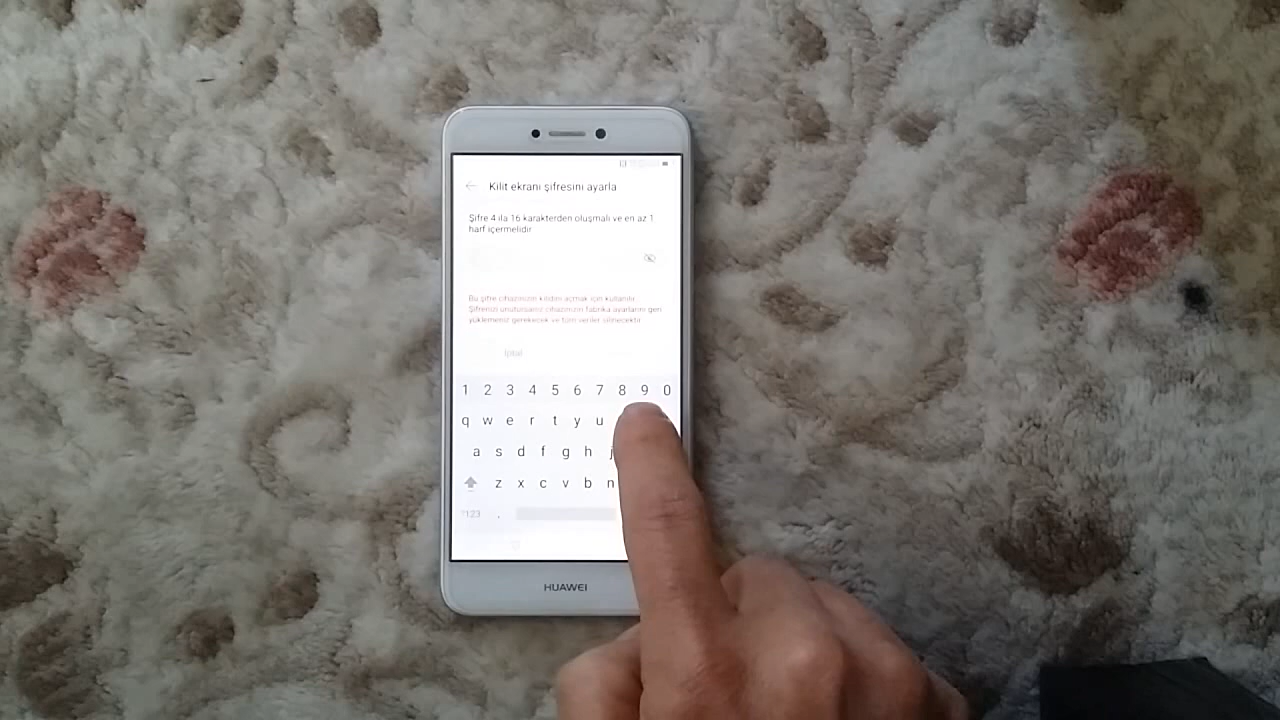 Kilit ekranı şifresini ayarla
Şifre 4 ila 16 karakterden oluşmalı ve en az 1
harf içermelidir
Bu şifre cihazınızın kilidini açmak için kullanılır.
Şifrenizi unutursanız cihazınızın fabrika ayarlarını geri
yüklemeniz gerekecek ve tüm veriler silinecektir.
İptal
1 2 3 4 5 6 7 8 9 0
q w e r t y u
a s d f g h j
z x c v b n
?123 .
HUAWEI